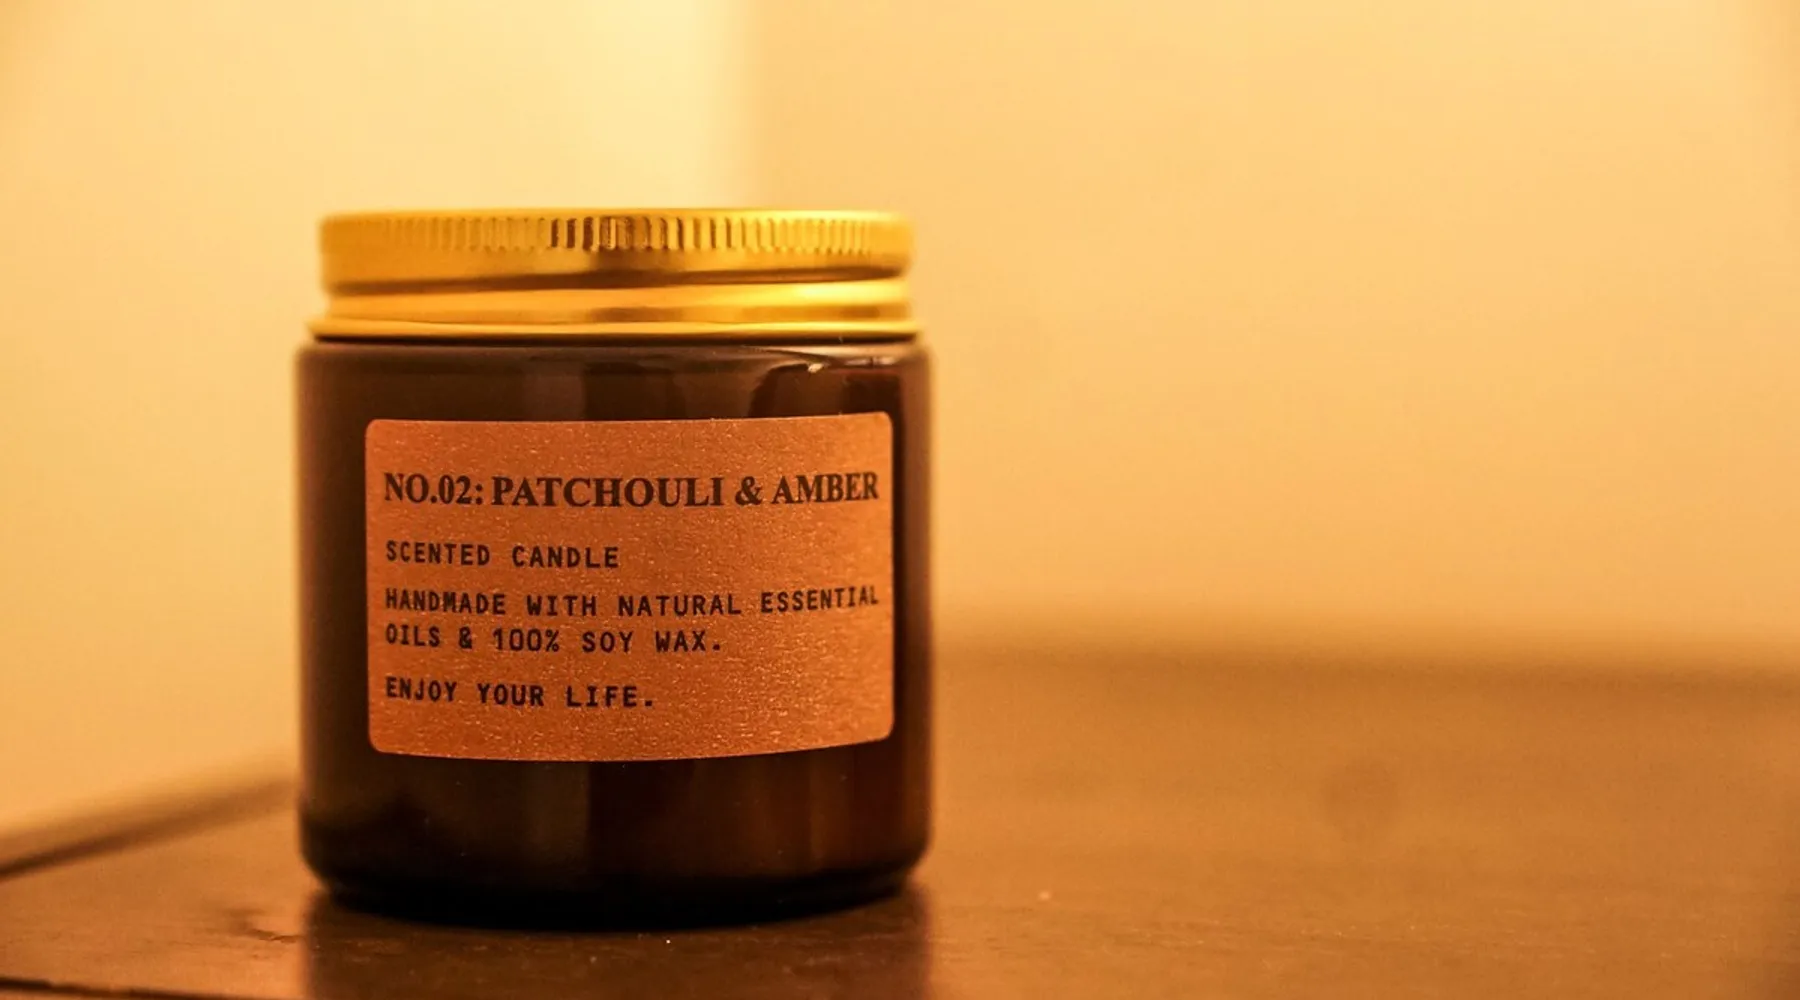 NO.02: PATCHOULI & AMBER
SCENTED CANDLE
HANDMADE WITH NATURAL ESSENTIAL
OILS & 100% SOY WAX.
ENJOY YOUR LIFE.